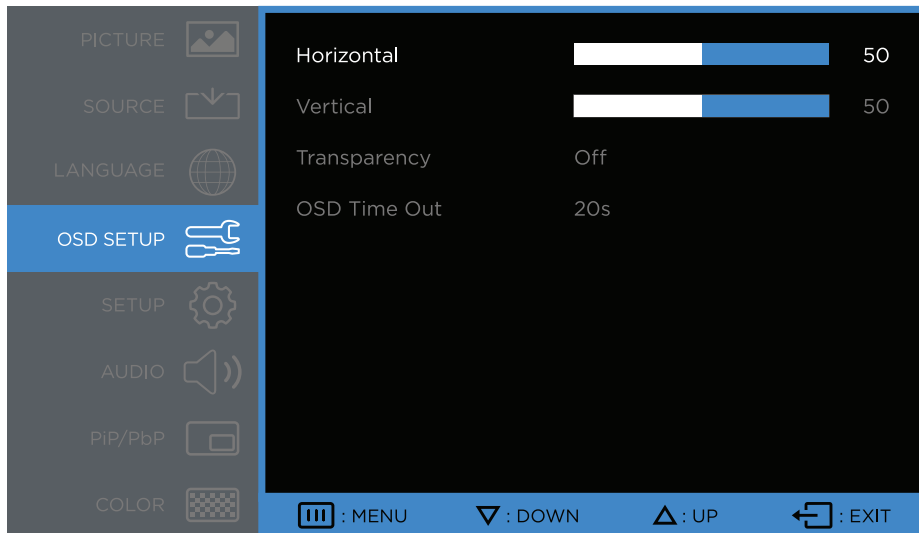 PICTURE
SOURCE
LANGUAGE
OSD SETUP
SETUP
AUDIO
PiP/PbP
COLOR
Horizontal 50
Vertical 50
Transparency Off
OSD Time Out 20s
: MENU : DOWN : UP : EXIT